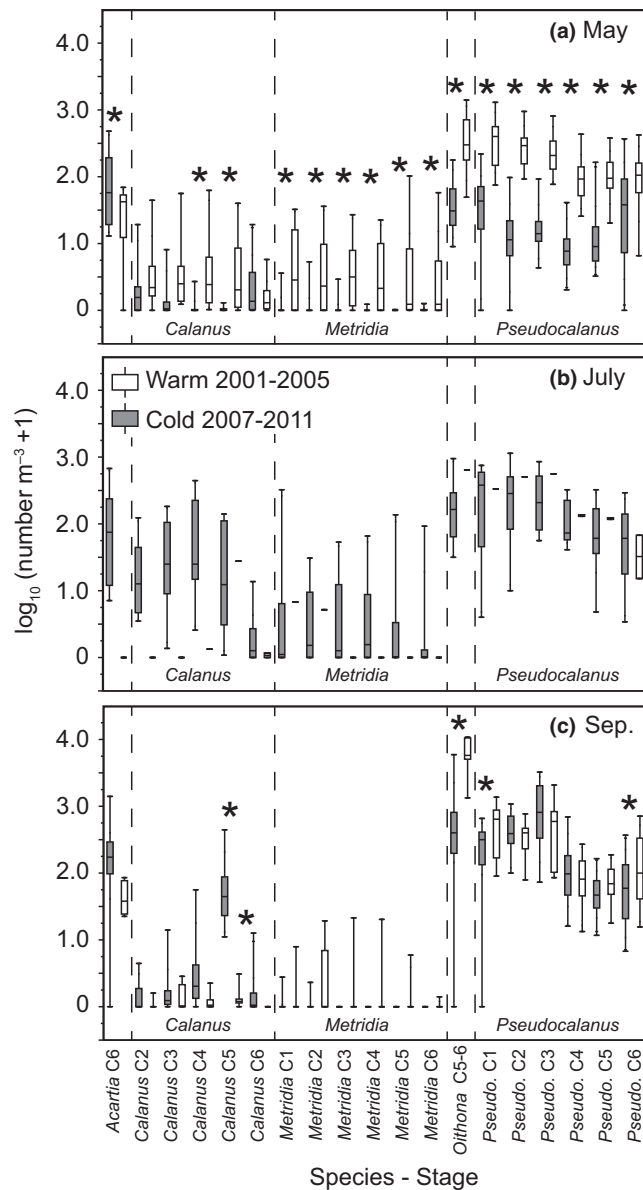 (a) May
4.0
3.0
2.0
1.0
0
* * * * * * * * * * * * * * * *
Calanus Metridia Pseudocalanus
(b) July
Warm 2001-2005
Cold 2007-2011
4.0
3.0
2.0
1.0
0
Calanus Metridia Pseudocalanus
log10 (number m−3 +1)
(c) Sep.
4.0
3.0
2.0
1.0
0
* * * * *
Calanus Metridia Pseudocalanus
Acartia C6
Calanus C2
Calanus C3
Calanus C4
Calanus C5
Calanus C6
Metridia C1
Metridia C2
Metridia C3
Metridia C4
Metridia C5
Metridia C6
Oithona C5-6
Pseudo. C1
Pseudo. C2
Pseudo. C3
Pseudo. C4
Pseudo. C5
Pseudo. C6
Species - Stage